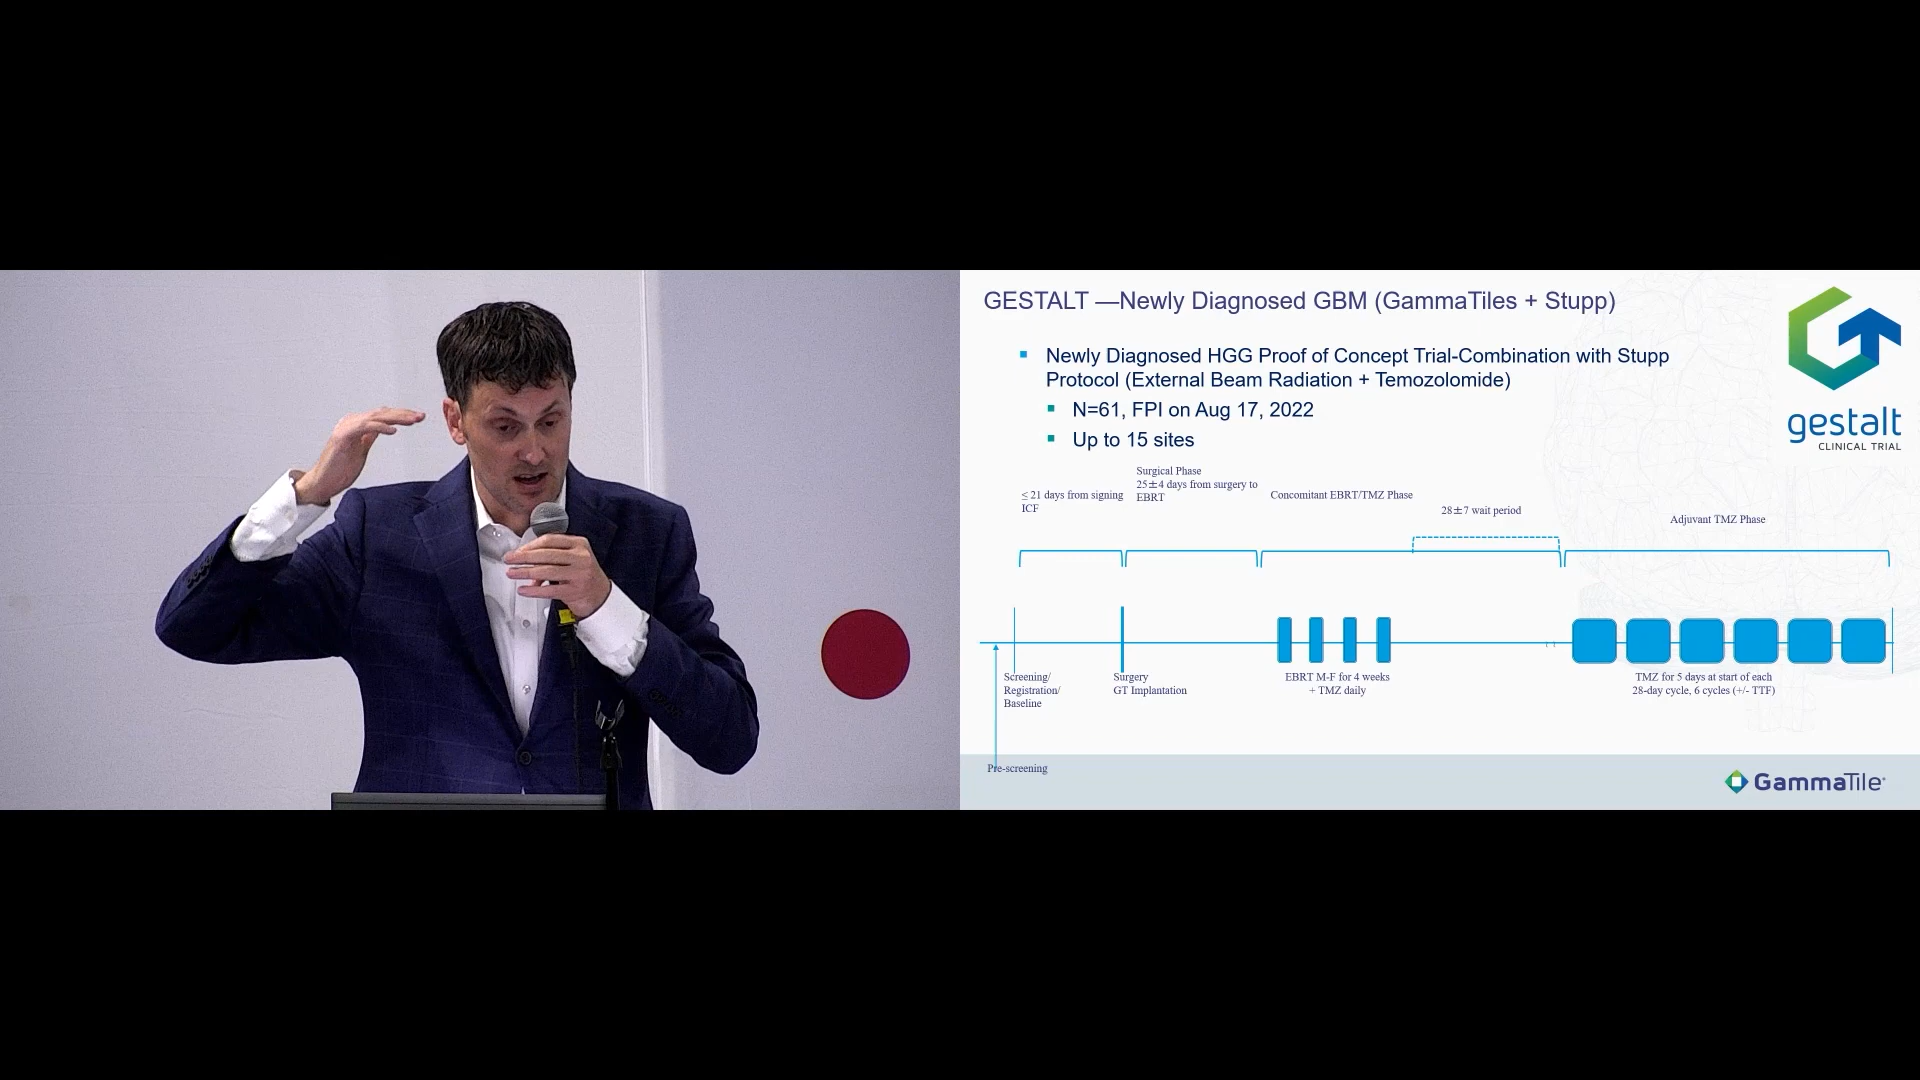 GESTALT —Newly Diagnosed GBM (GammaTiles + Stupp)
Newly Diagnosed HGG Proof of Concept Trial-Combination with Stupp
Protocol (External Beam Radiation + Temozolomide)
N=61, FPI on Aug 17, 2022
Up to 15 sites
gestalt
CLINICAL TRIAL
≤ 21 days from signing
ICF
Surgical Phase
25±4 days from surgery to
EBRT
Concomitant EBRT/TMZ Phase
28±7 wait period
Adjuvant TMZ Phase
Screening/
Registration/
Baseline
Surgery
GT Implantation
EBRT M-F for 4 weeks
+ TMZ daily
TMZ for 5 days at start of each
28-day cycle, 6 cycles (+/- TTF)
Pre-screening
GammaTile